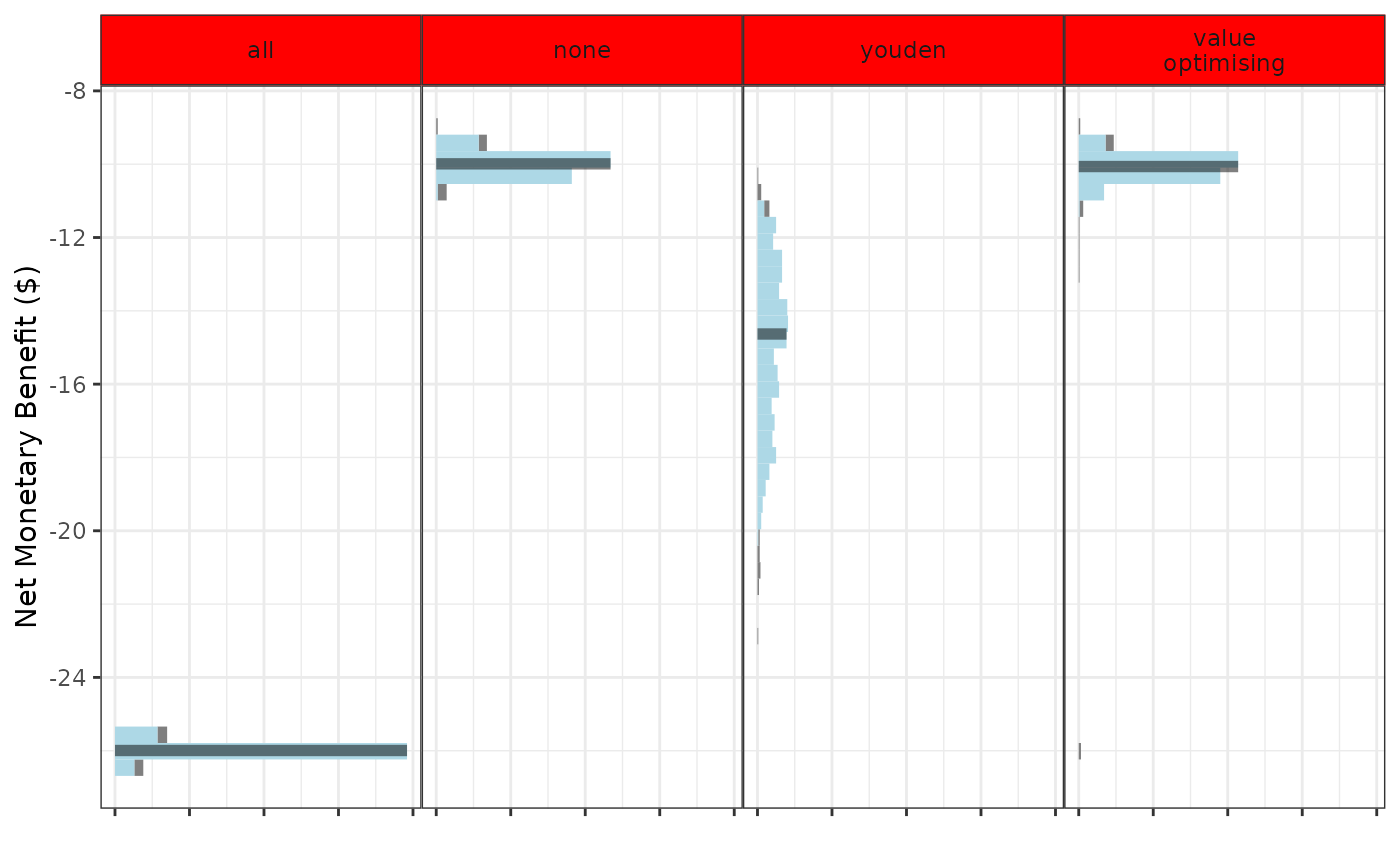 all
none
youden
value
optimising
Net Monetary Benefit ($)
-8
-12
-16
-20
-24